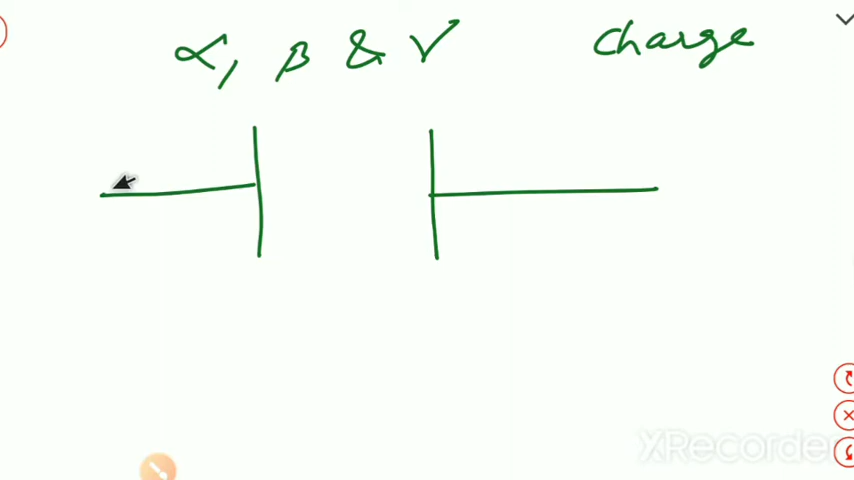 α, β & γ charge
XRecorder